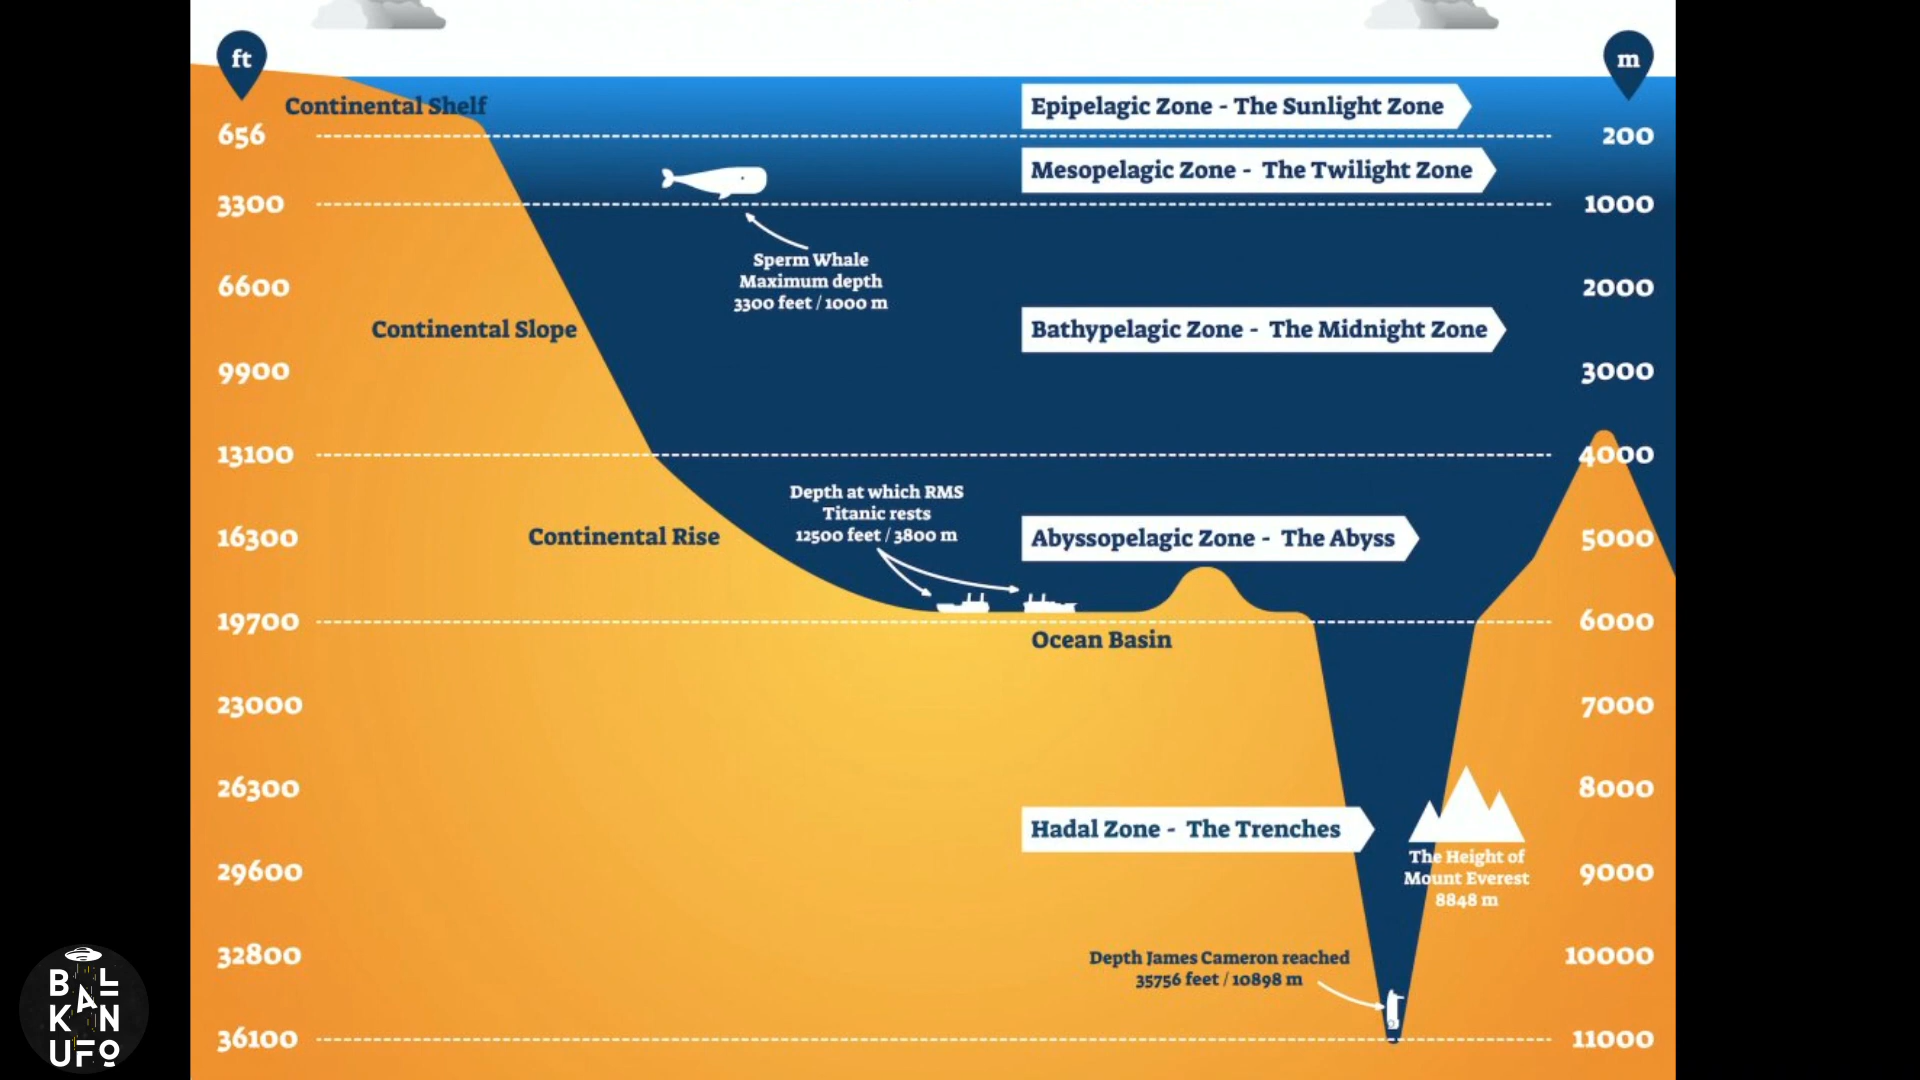 ft
m
Continental Shelf
Epipelagic Zone - The Sunlight Zone
656
200
Mesopelagic Zone - The Twilight Zone
3300
1000
Sperm Whale
Maximum depth
3300 feet / 1000 m
6600
2000
Continental Slope
Bathypelagic Zone - The Midnight Zone
9900
3000
13100
4000
Depth at which RMS
Titanic rests
12500 feet / 3800 m
16300
Continental Rise
Abyssopelagic Zone - The Abyss
5000
19700
6000
Ocean Basin
23000
7000
26300
8000
Hadal Zone - The Trenches
The Height of
Mount Everest
8848 m
29600
9000
32800
10000
Depth James Cameron reached
35756 feet / 10898 m
36100
11000
BAL
KAN
UFO